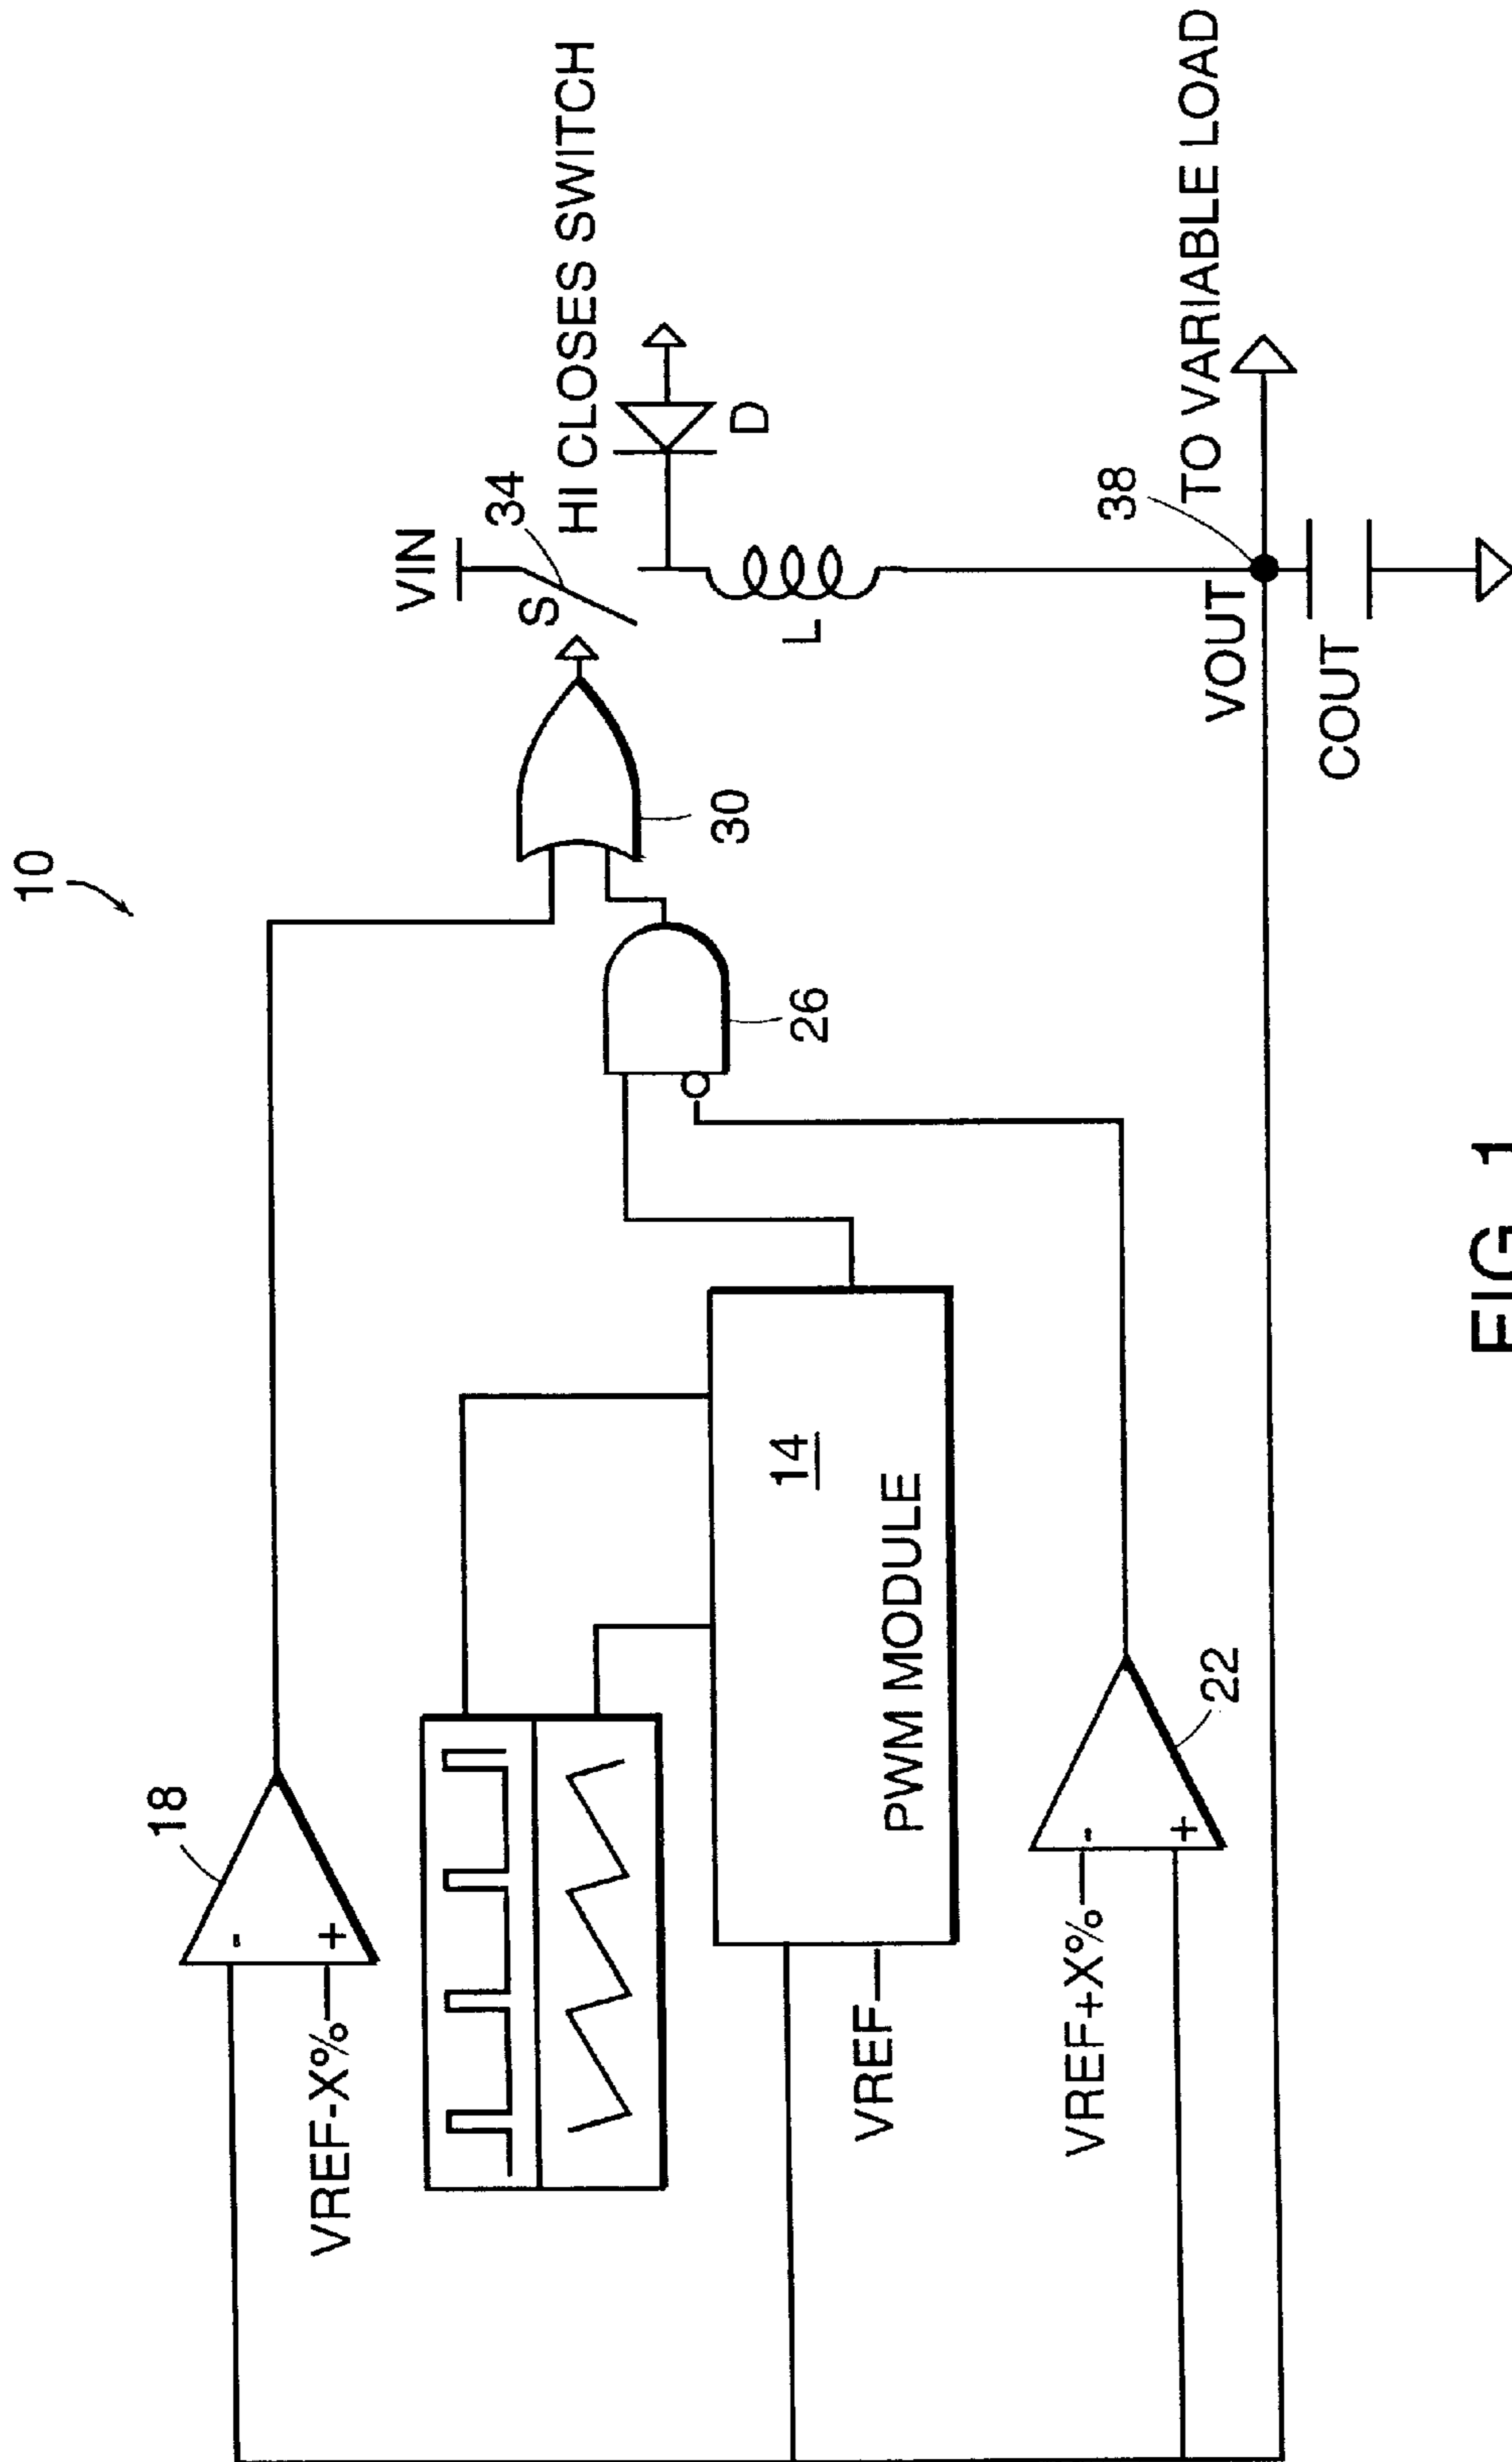 10
VIN
S
34
HI CLOSES SWITCH
18
-
+
VREF-X%
30
D
L
26
14
PWM MODULE
VREF
38
TO VARIABLE LOAD
VREF+X%
-
+
22
VOUT
COUT
FIG. 1